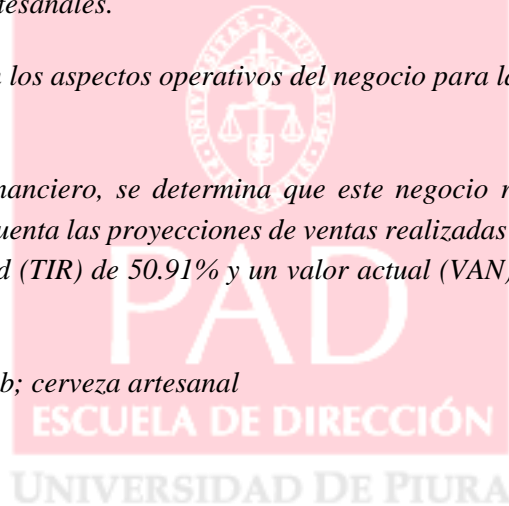 tesanales.
los aspectos operativos del negocio para la
nanciero, se determina que este negocio
uenta las proyecciones de ventas realizadas
d (TIR) de 50.91% y un valor actual (VAN)
PAD
b; cerveza artesanal
ESCUELA DE DIRECCIÓN
UNIVERSIDAD DE PIURA